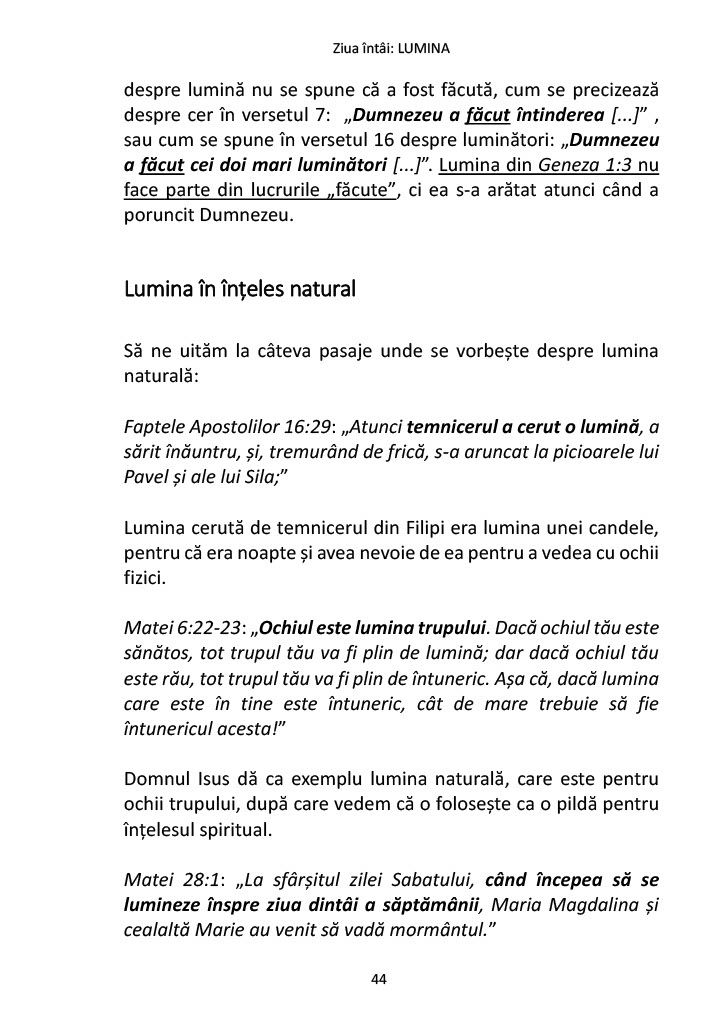 Ziua întâi: LUMINA
despre lumină nu se spune că a fost făcută, cum se precizează
despre cer în versetul 7: „Dumnezeu a făcut întinderea [...]” ,
sau cum se spune în versetul 16 despre luminători: „Dumnezeu
a făcut cei doi mari luminători [...]”. Lumina din Geneza 1:3 nu
face parte din lucrurile „făcute”, ci ea s-a arătat atunci când a
poruncit Dumnezeu.
Lumina în înțeles natural
Să ne uităm la câteva pasaje unde se vorbește despre lumina
naturală:
Faptele Apostolilor 16:29: „Atunci temnicerul a cerut o lumină, a
sărit înăuntru, și, tremurând de frică, s-a aruncat la picioarele lui
Pavel și ale lui Sila;”
Lumina cerută de temnicerul din Filipi era lumina unei candele,
pentru că era noapte și avea nevoie de ea pentru a vedea cu ochii
fizici.
Matei 6:22-23: „Ochiul este lumina trupului. Dacă ochiul tău este
sănătos, tot trupul tău va fi plin de lumină; dar dacă ochiul tău
este rău, tot trupul tău va fi plin de întuneric. Așa că, dacă lumina
care este în tine este întuneric, cât de mare trebuie să fie
întunericul acesta!”
Domnul Isus dă ca exemplu lumina naturală, care este pentru
ochii trupului, după care vedem că o folosește ca o pildă pentru
înțelesul spiritual.
Matei 28:1: „La sfârșitul zilei Sabatului, când începea să se
lumineze înspre ziua dintâi a săptămânii, Maria Magdalina și
cealaltă Marie au venit să vadă mormântul.”
44